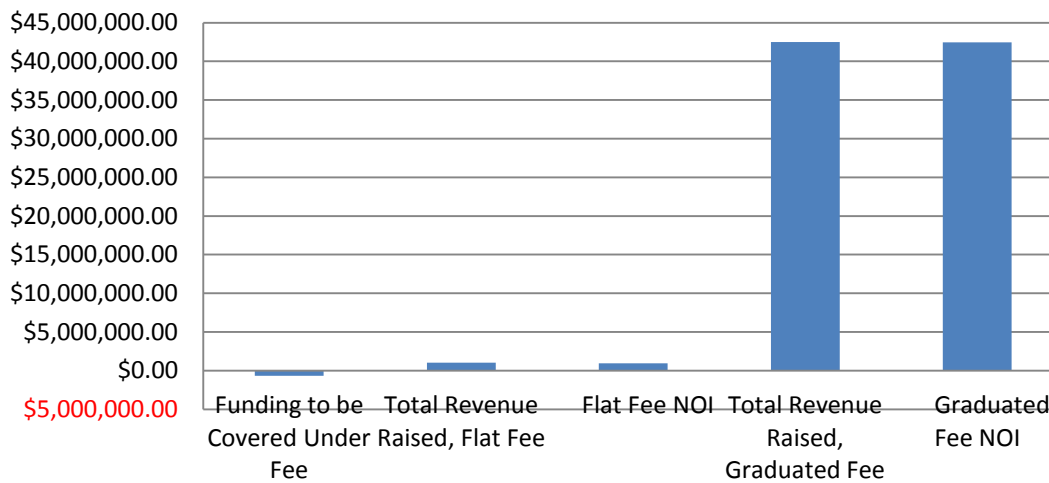 $45,000,000.00
$40,000,000.00
$35,000,000.00
$30,000,000.00
$25,000,000.00
$20,000,000.00
$15,000,000.00
$10,000,000.00
$5,000,000.00
$0.00
$5,000,000.00
Funding to be
Covered Under
Fee
Total Revenue
Raised, Flat Fee
Flat Fee NOI
Total Revenue
Raised,
Graduated Fee
Graduated
Fee NOI